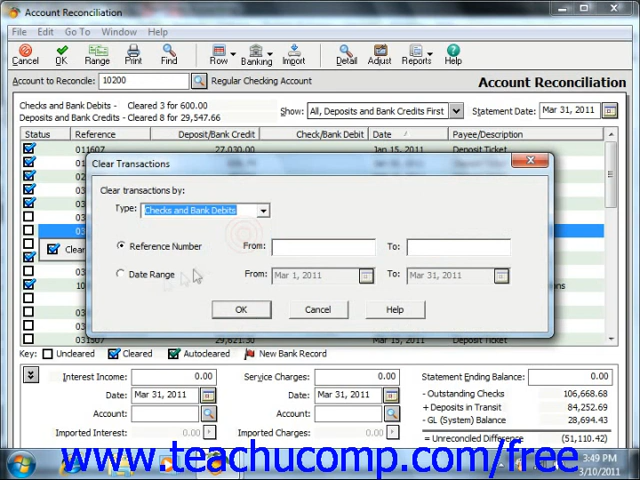 Account Reconciliation
File Edit Go To Window Help
Cancel OK Range Print Find Row Banking Import Detail Adjust Reports Help
Account to Reconcile: 10200 Regular Checking Account Account Reconciliation
Checks and Bank Debits - Cleared 3 for 600.00
Deposits and Bank Credits - Cleared 8 for 29,547.66
Show: All, Deposits and Bank Credits First Statement Date: Mar 31, 2011
Status Reference Deposit/Bank Credit Check/Bank Debit Date Payee/Description
011607 27,030.00 Jan 15, 2011 Deposit Ticket
Clear Transactions
Clear transactions by:
Type: Checks and Bank Debits
Reference Number From: To:
Date Range From: Mar 1, 2011 To: Mar 31, 2011
OK Cancel Help
031507 29,621.30 Mar 15, 2011 Deposit Ticket
Key: Uncleared Cleared Autocleared New Bank Record
Interest Income: 0.00 Service Charges: 0.00 Statement Ending Balance: 0.00
Date: Mar 31, 2011 Date: Mar 31, 2011 - Outstanding Checks 106,668.68
+ Deposits in Transit 84,252.69
Account: Account: - GL (System) Balance 28,694.43
Imported Interest: 0.00 Imported Charges: 0.00 = Unreconciled Difference (51,110.42)
www.teachucomp.com/free
3:49 PM
3/10/2011